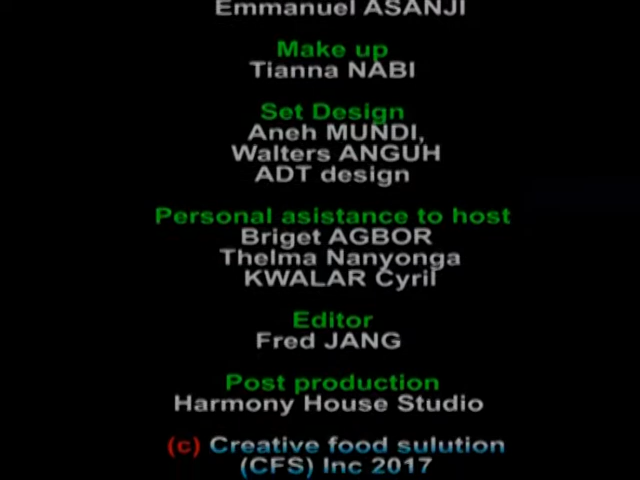 Emmanuel ASANJI
Make up
Tianna NABI
Set Design
Aneh MUNDI,
Walters ANGUH
ADT design
Personal asistance to host
Briget AGBOR
Thelma Nanyonga
KWALAR Cyril
Editor
Fred JANG
Post production
Harmony House Studio
(c) Creative food sulution
(CFS) Inc 2017